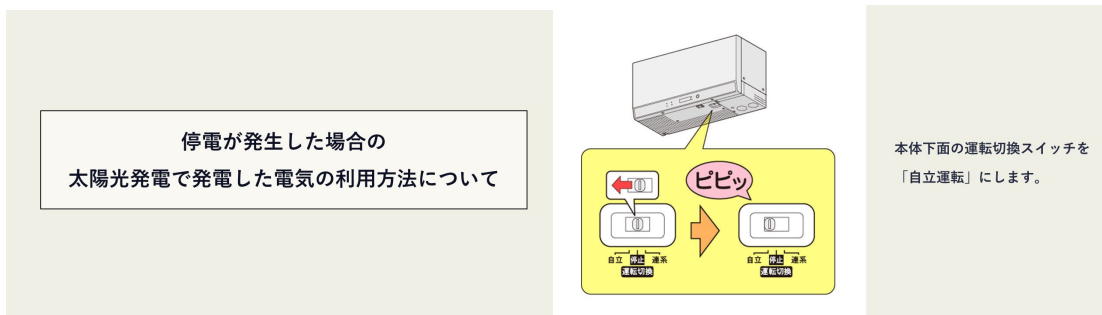 停電が発生した場合の
太陽光発電で発電した電気の利用方法について
ピピッ
自立 停止 連系
運転切換
自立 停止 連系
運転切換
本体下面の運転切換スイッチを
「自立運転」にします。